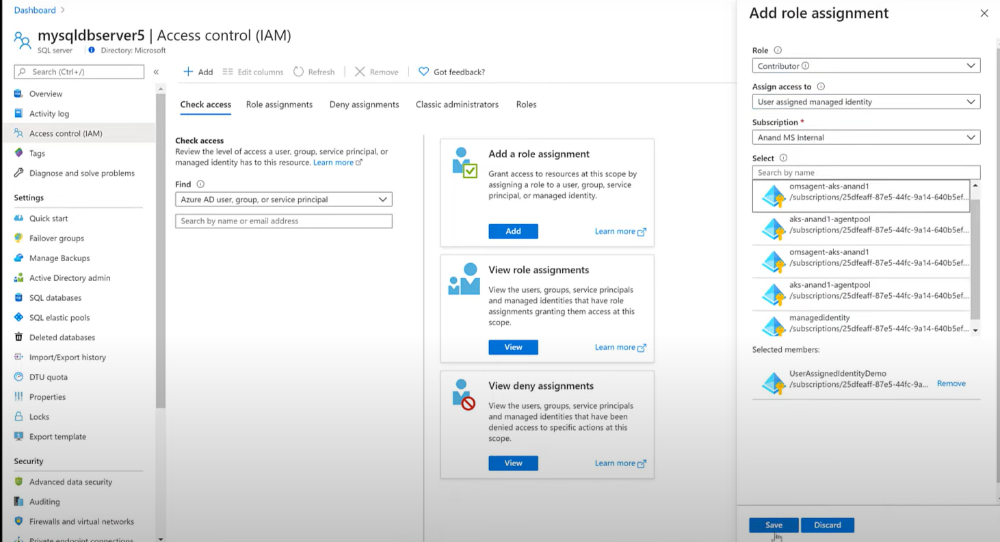 Dashboard
mysqldbserver5 | Access control (IAM)
SQL server
Directory: Microsoft
Search (Ctrl+/)
«
Overview
Activity log
Access control (IAM)
Tags
Diagnose and solve problems
Settings
Quick start
Failover groups
Manage Backups
Active Directory admin
SQL databases
SQL elastic pools
Deleted databases
Import/Export history
DTU quota
Properties
Locks
Export template
Security
Advanced data security
Auditing
Firewalls and virtual networks
Private endpoint connections
Add Edit columns Refresh Remove Got feedback?
Check access Role assignments Deny assignments Classic administrators Roles
Check access
Review the level of access a user, group, service principal, or
managed identity has to this resource. Learn more
Find
Azure AD user, group, or service principal
Search by name or email address
Add a role assignment
Grant access to resources at this scope by
assigning a role to a user, group, service
principal, or managed identity.
Add Learn more
View role assignments
View the users, groups, service principals
and managed identities that have role
assignments granting them access at this
scope.
View Learn more
View deny assignments
View the users, groups, service principals
and managed identities that have been
denied access to specific actions at this
scope.
View Learn more
Add role assignment
Role
Contributor
Assign access to
User assigned managed identity
Subscription *
Anand MS Internal
Select
Search by name
omsagent-aks-anand1
/subscriptions/25dfeaff-87e5-44fc-9a14-640b5ef...
aks-anand1-agentpool
/subscriptions/25dfeaff-87e5-44fc-9a14-640b5ef...
omsagent-aks-anand1
/subscriptions/25dfeaff-87e5-44fc-9a14-640b5ef...
aks-anand1-agentpool
/subscriptions/25dfeaff-87e5-44fc-9a14-640b5ef...
managedidentity
/subscriptions/25dfeaff-87e5-44fc-9a14-640b5ef...
Selected members:
UserAssignedIdentityDemo
/subscriptions/25dfeaff-87e5-44fc-9a...
Remove
Save Discard